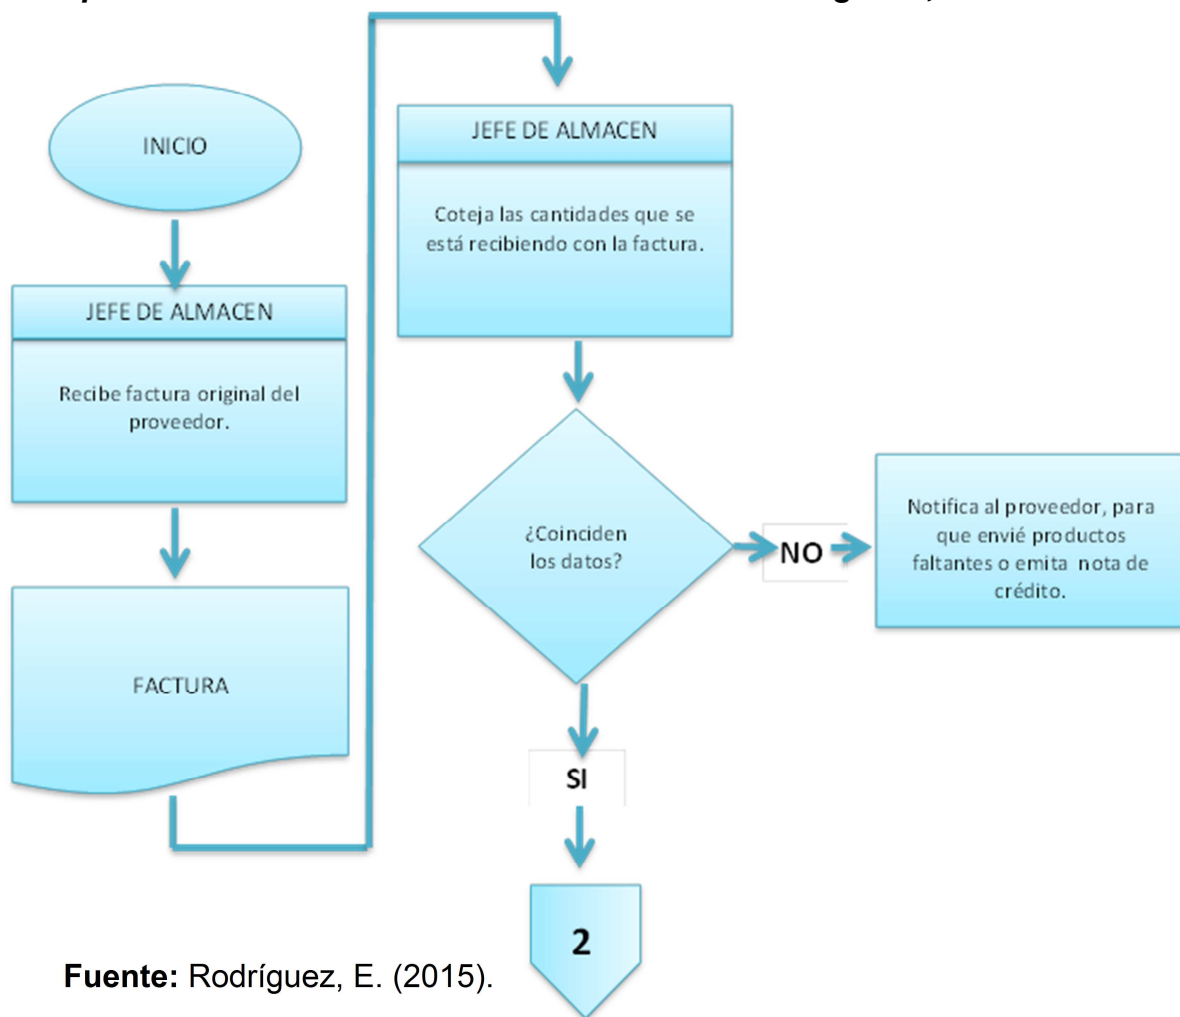 INICIO
JEFE DE ALMACEN
Recibe factura original del
proveedor.
FACTURA
JEFE DE ALMACEN
Coteja las cantidades que se
está recibiendo con la factura.
¿Coinciden
los datos?
NO
Notifica al proveedor, para
que envié productos
faltantes o emita nota de
crédito.
SI
2
Fuente: Rodríguez, E. (2015).